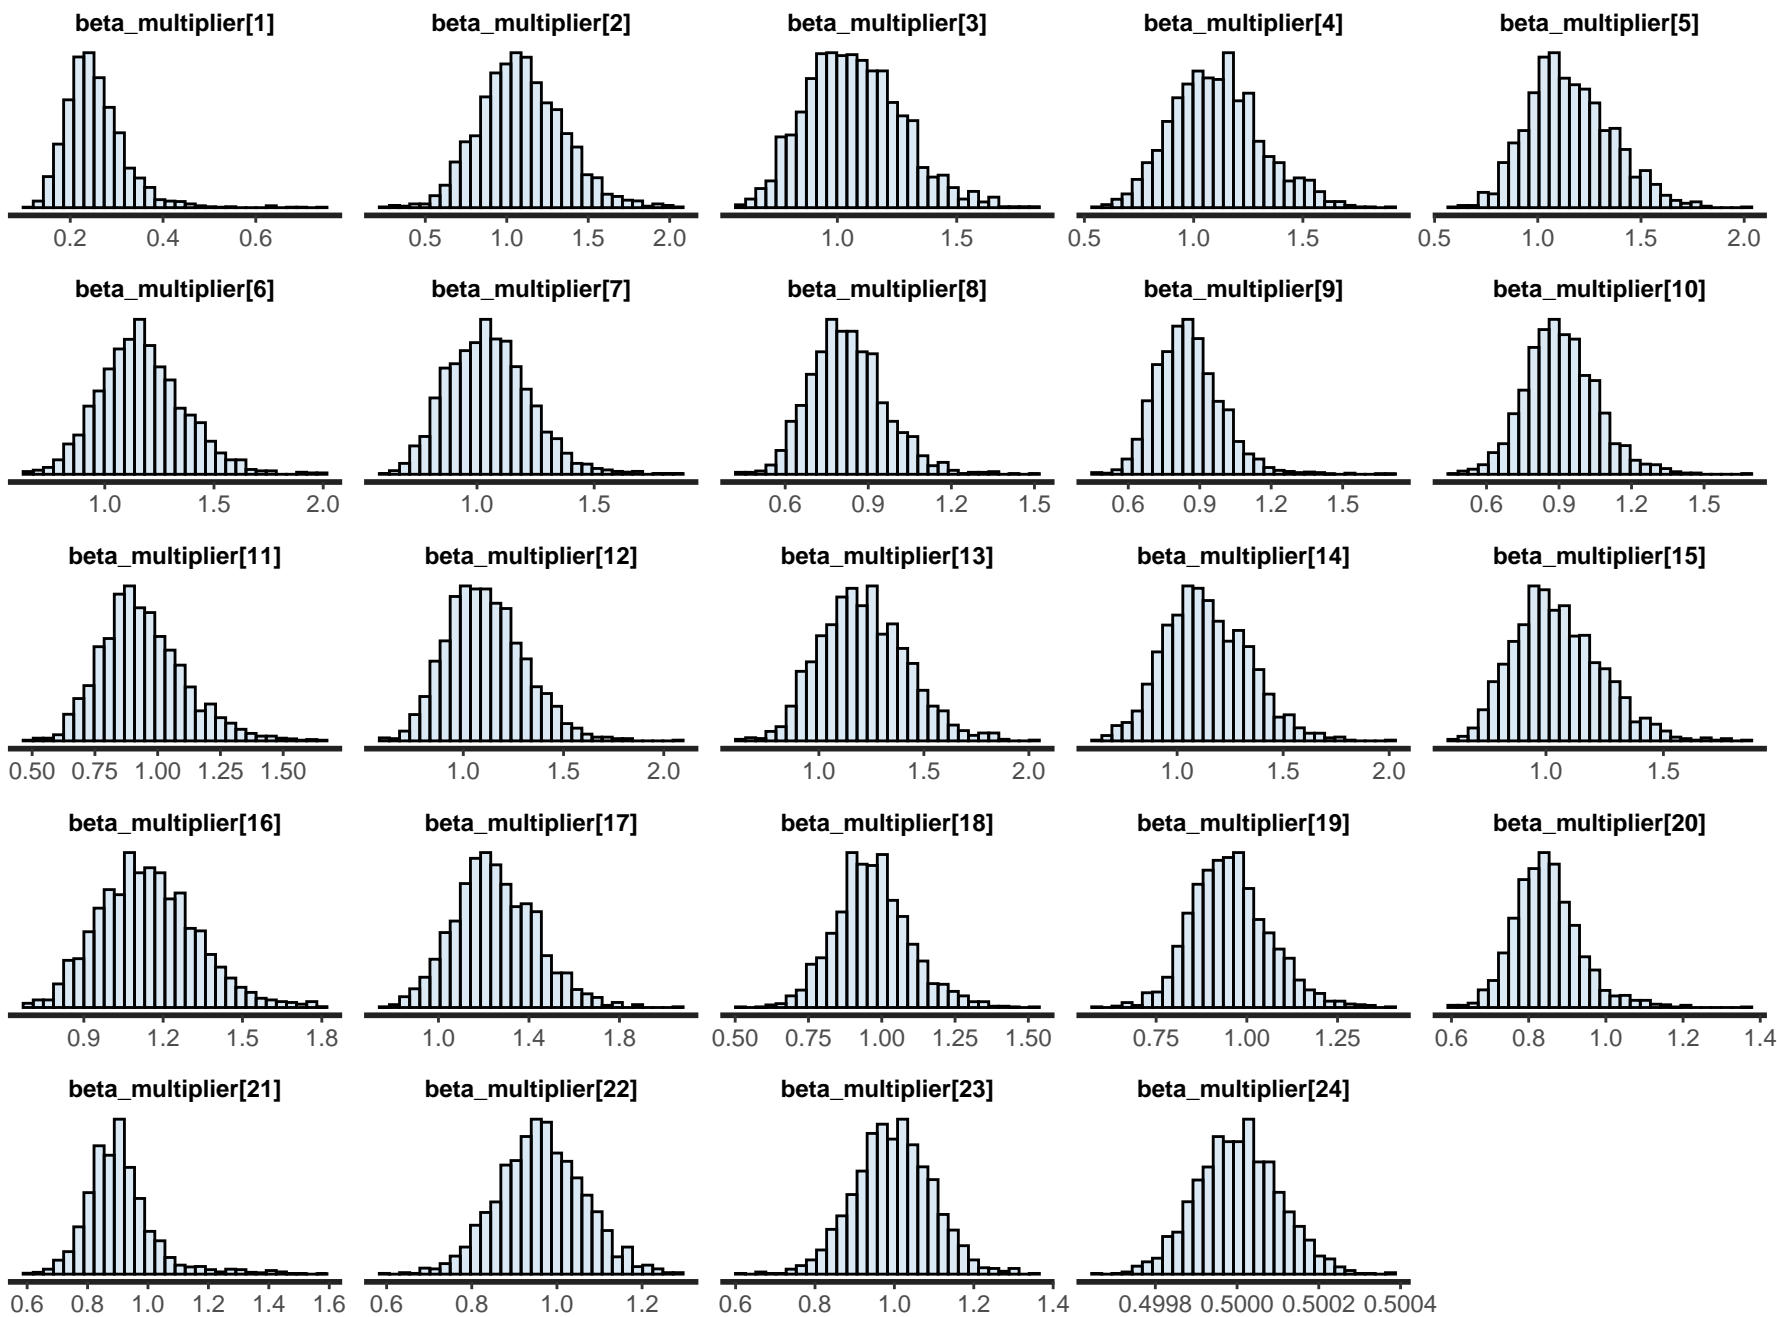 beta_multiplier[1] beta_multiplier[2] beta_multiplier[3] beta_multiplier[4] beta_multiplier[5]
0.2 0.4 0.6 0.5 1.0 1.5 2.0 1.0 1.5 0.5 1.0 1.5 0.5 1.0 1.5 2.0
beta_multiplier[6] beta_multiplier[7] beta_multiplier[8] beta_multiplier[9] beta_multiplier[10]
1.0 1.5 2.0 1.0 1.5 0.6 0.9 1.2 1.5 0.6 0.9 1.2 1.5 0.6 0.9 1.2 1.5
beta_multiplier[11] beta_multiplier[12] beta_multiplier[13] beta_multiplier[14] beta_multiplier[15]
0.50 0.75 1.00 1.25 1.50 1.0 1.5 2.0 1.0 1.5 2.0 1.0 1.5 2.0 1.0 1.5
beta_multiplier[16] beta_multiplier[17] beta_multiplier[18] beta_multiplier[19] beta_multiplier[20]
0.9 1.2 1.5 1.8 1.0 1.4 1.8 0.50 0.75 1.00 1.25 1.50 0.75 1.00 1.25 0.6 0.8 1.0 1.2 1.4
beta_multiplier[21] beta_multiplier[22] beta_multiplier[23] beta_multiplier[24]
0.6 0.8 1.0 1.2 1.4 1.6 0.6 0.8 1.0 1.2 0.6 0.8 1.0 1.2 1.4 0.4998 0.5000 0.5002 0.5004